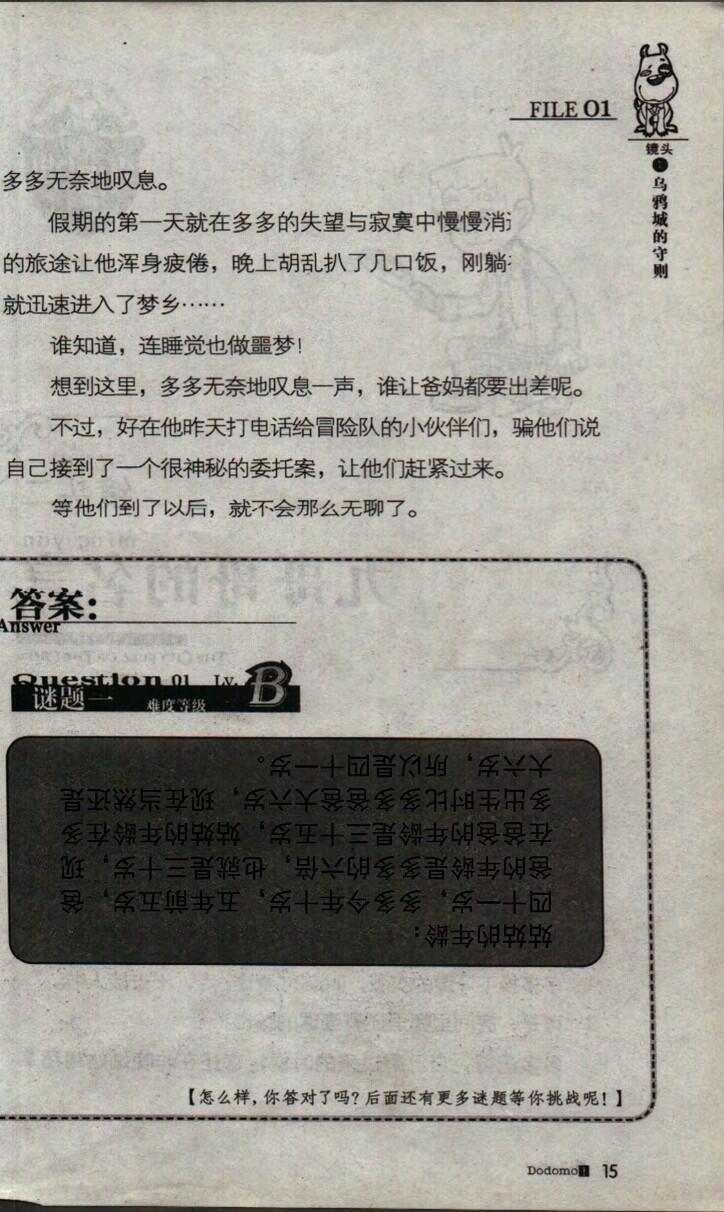 FILE 01
镜头
1
乌鸦城的守则
多多无奈地叹息。
假期的第一天就在多多的失望与寂寞中慢慢消
的旅途让他浑身疲倦，晚上胡乱扒了几口饭，刚躺
就迅速进入了梦乡……
谁知道，连睡觉也做噩梦！
想到这里，多多无奈地叹息一声，谁让爸妈都要出差呢。
不过，好在他昨天打电话给冒险队的小伙伴们，骗他们说
自己接到了一个很神秘的委托案，让他们赶紧过来。
等他们到了以后，就不会那么无聊了。
答案：
Answer
Question 01 Lv.
B
谜题一 难度等级
姑姑的年龄：
四十一岁，多多今年十岁，五年前五岁，爸
爸的年龄是多多的六倍，也就是三十岁，现
在爸爸的年龄是三十五岁，姑姑的年龄在多
多出生时比多多爸爸大六岁，现在当然还是
大六岁，所以是四十一岁。
【怎么样，你答对了吗？后面还有更多谜题等你挑战呢！】
Dodomo 1 15